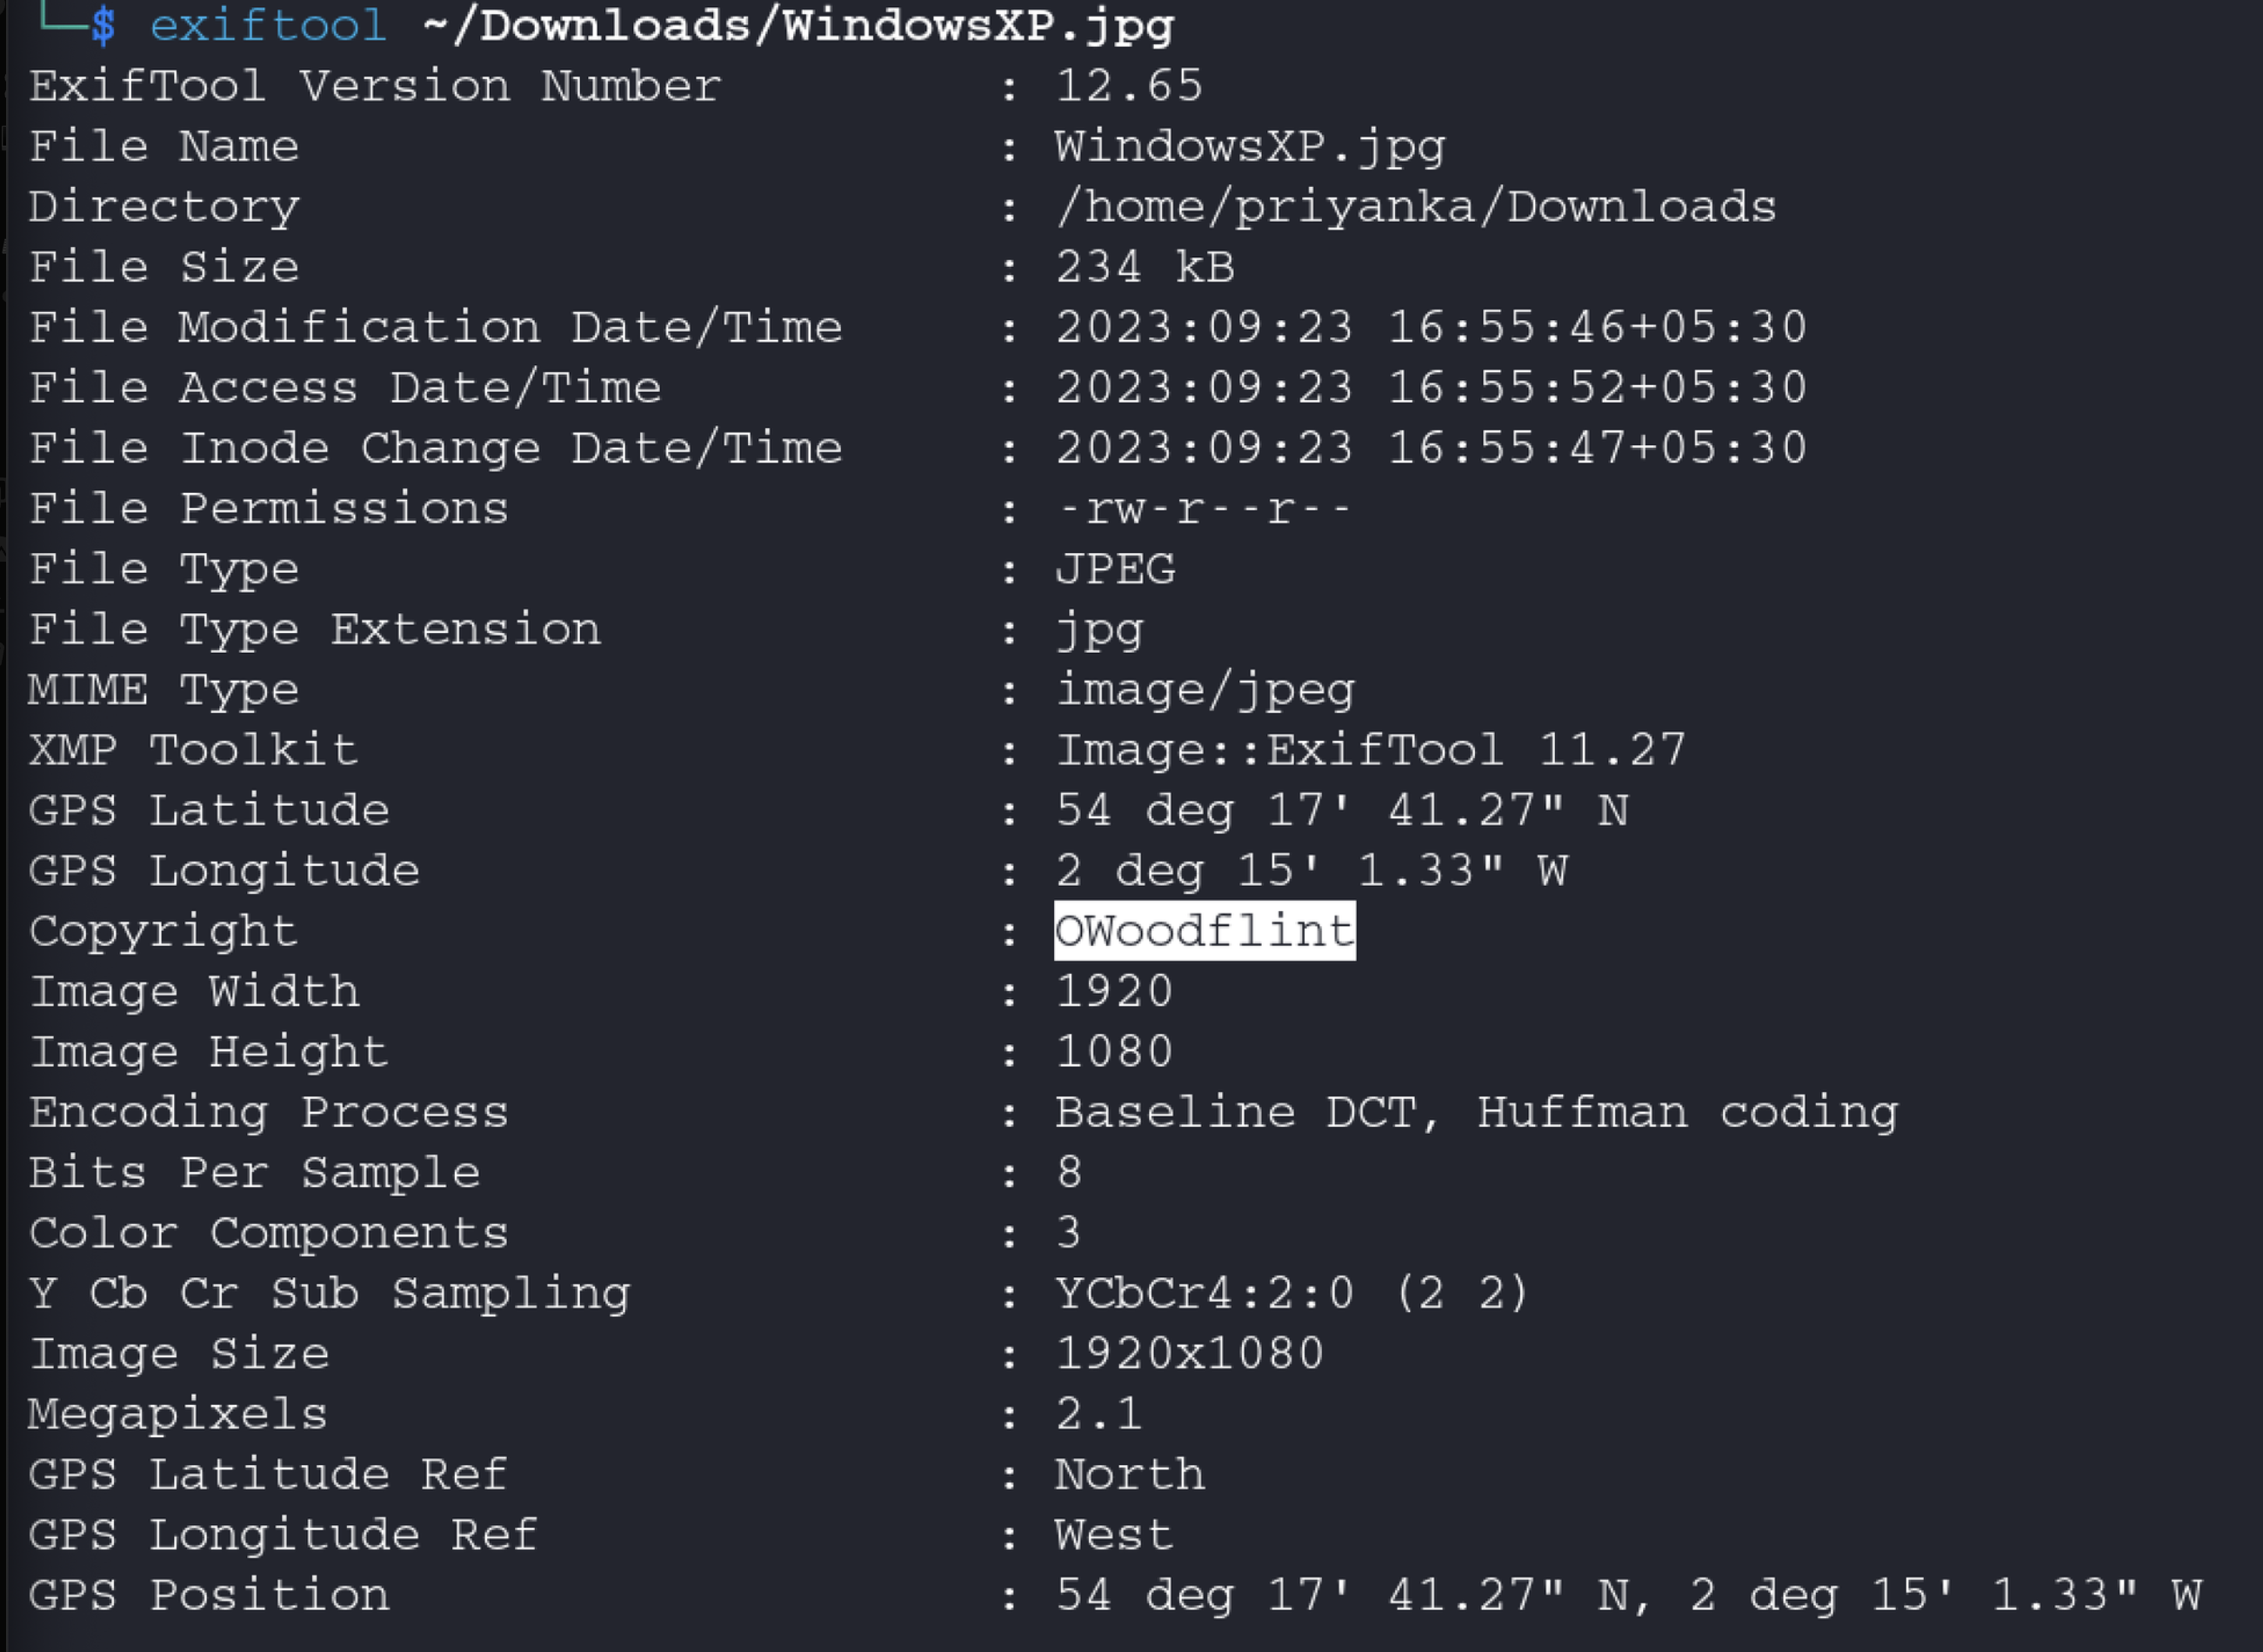 └─$ exiftool ~/Downloads/WindowsXP.jpg
ExifTool Version Number : 12.65
File Name : WindowsXP.jpg
Directory : /home/priyanka/Downloads
File Size : 234 kB
File Modification Date/Time : 2023:09:23 16:55:46+05:30
File Access Date/Time : 2023:09:23 16:55:52+05:30
File Inode Change Date/Time : 2023:09:23 16:55:47+05:30
File Permissions : -rw-r--r--
File Type : JPEG
File Type Extension : jpg
MIME Type : image/jpeg
XMP Toolkit : Image::ExifTool 11.27
GPS Latitude : 54 deg 17' 41.27" N
GPS Longitude : 2 deg 15' 1.33" W
Copyright : OWoodflint
Image Width : 1920
Image Height : 1080
Encoding Process : Baseline DCT, Huffman coding
Bits Per Sample : 8
Color Components : 3
Y Cb Cr Sub Sampling : YCbCr4:2:0 (2 2)
Image Size : 1920x1080
Megapixels : 2.1
GPS Latitude Ref : North
GPS Longitude Ref : West
GPS Position : 54 deg 17' 41.27" N, 2 deg 15' 1.33" W